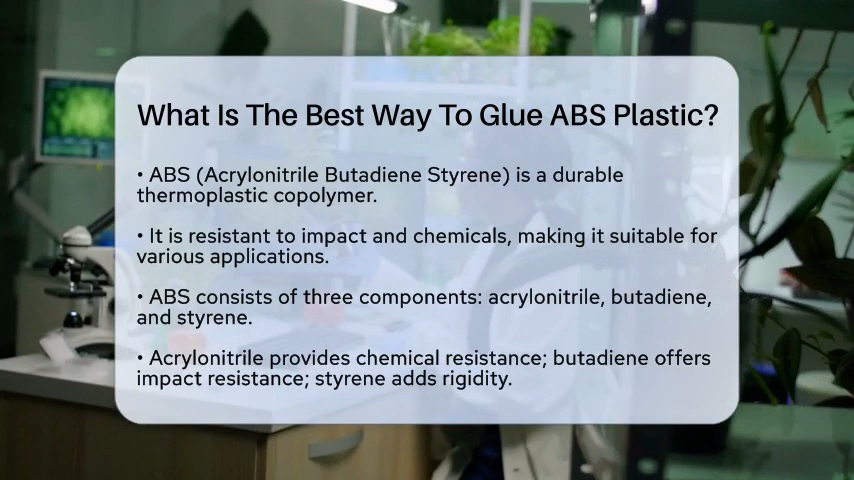 What Is The Best Way To Glue ABS Plastic?
• ABS (Acrylonitrile Butadiene Styrene) is a durable
thermoplastic copolymer.
• It is resistant to impact and chemicals, making it suitable for
various applications.
• ABS consists of three components: acrylonitrile, butadiene,
and styrene.
• Acrylonitrile provides chemical resistance; butadiene offers
impact resistance; styrene adds rigidity.